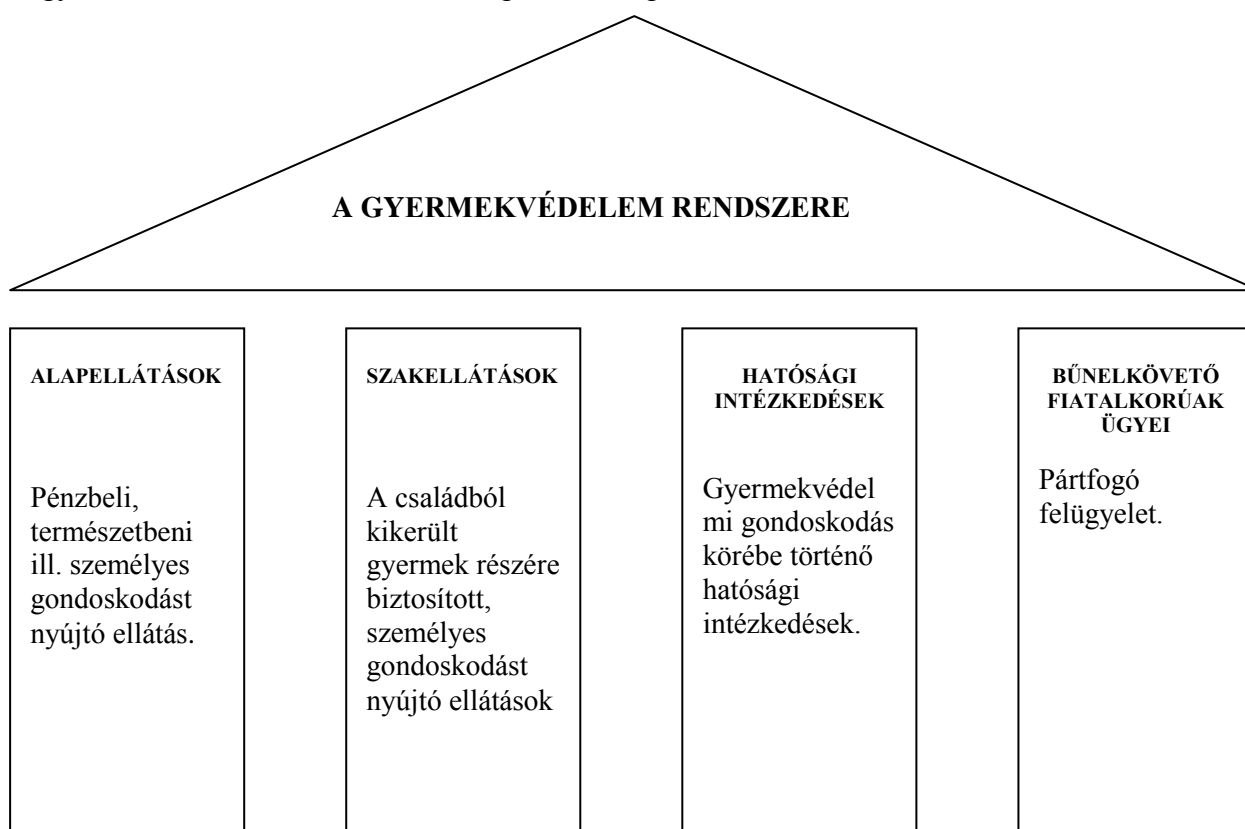 A GYERMEKVÉDELEM RENDSZERE
ALAPELLÁTÁSOK
Pénzbeli,
természetbeni
ill. személyes
gondoskodást
nyújtó ellátás.
SZAKELLÁTÁSOK
A családból
kikerült
gyermek részére
biztosított,
személyes
gondoskodást
nyújtó ellátások
HATÓSÁGI
INTÉZKEDÉSEK
Gyermekvédel
mi gondoskodás
körébe történő
hatósági
intézkedések.
BŰNELKÖVETŐ
FIATALKORÚAK
ÜGYEI
Pártfogó
felügyelet.